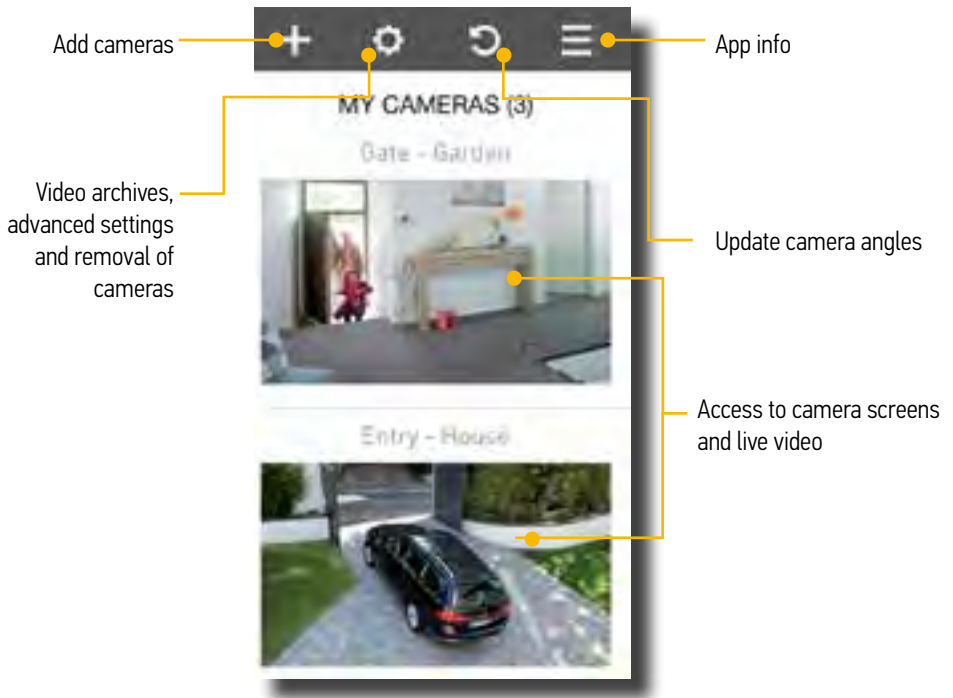 Add cameras
App info
MY CAMERAS (3)
Gate - Garden
Video archives,
advanced settings
and removal of
cameras
Update camera angles
Access to camera screens
and live video
Entry - House